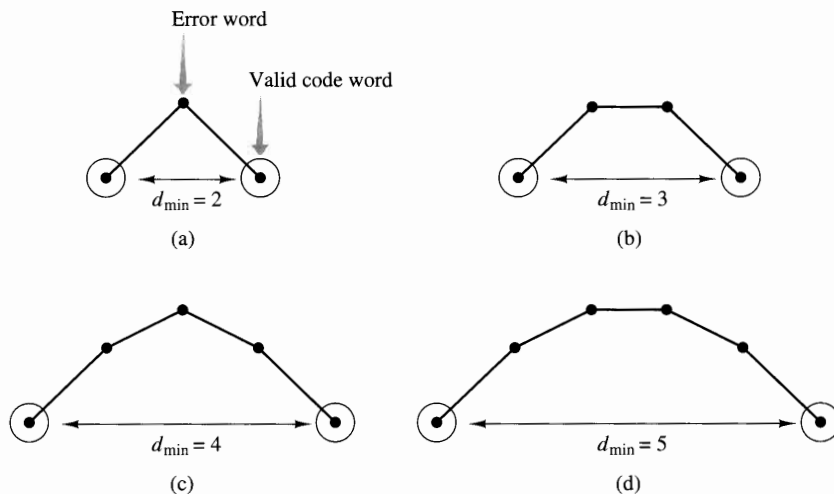 Error word
Valid code word
d_min = 2
d_min = 3
(a)
(b)
d_min = 4
d_min = 5
(c)
(d)